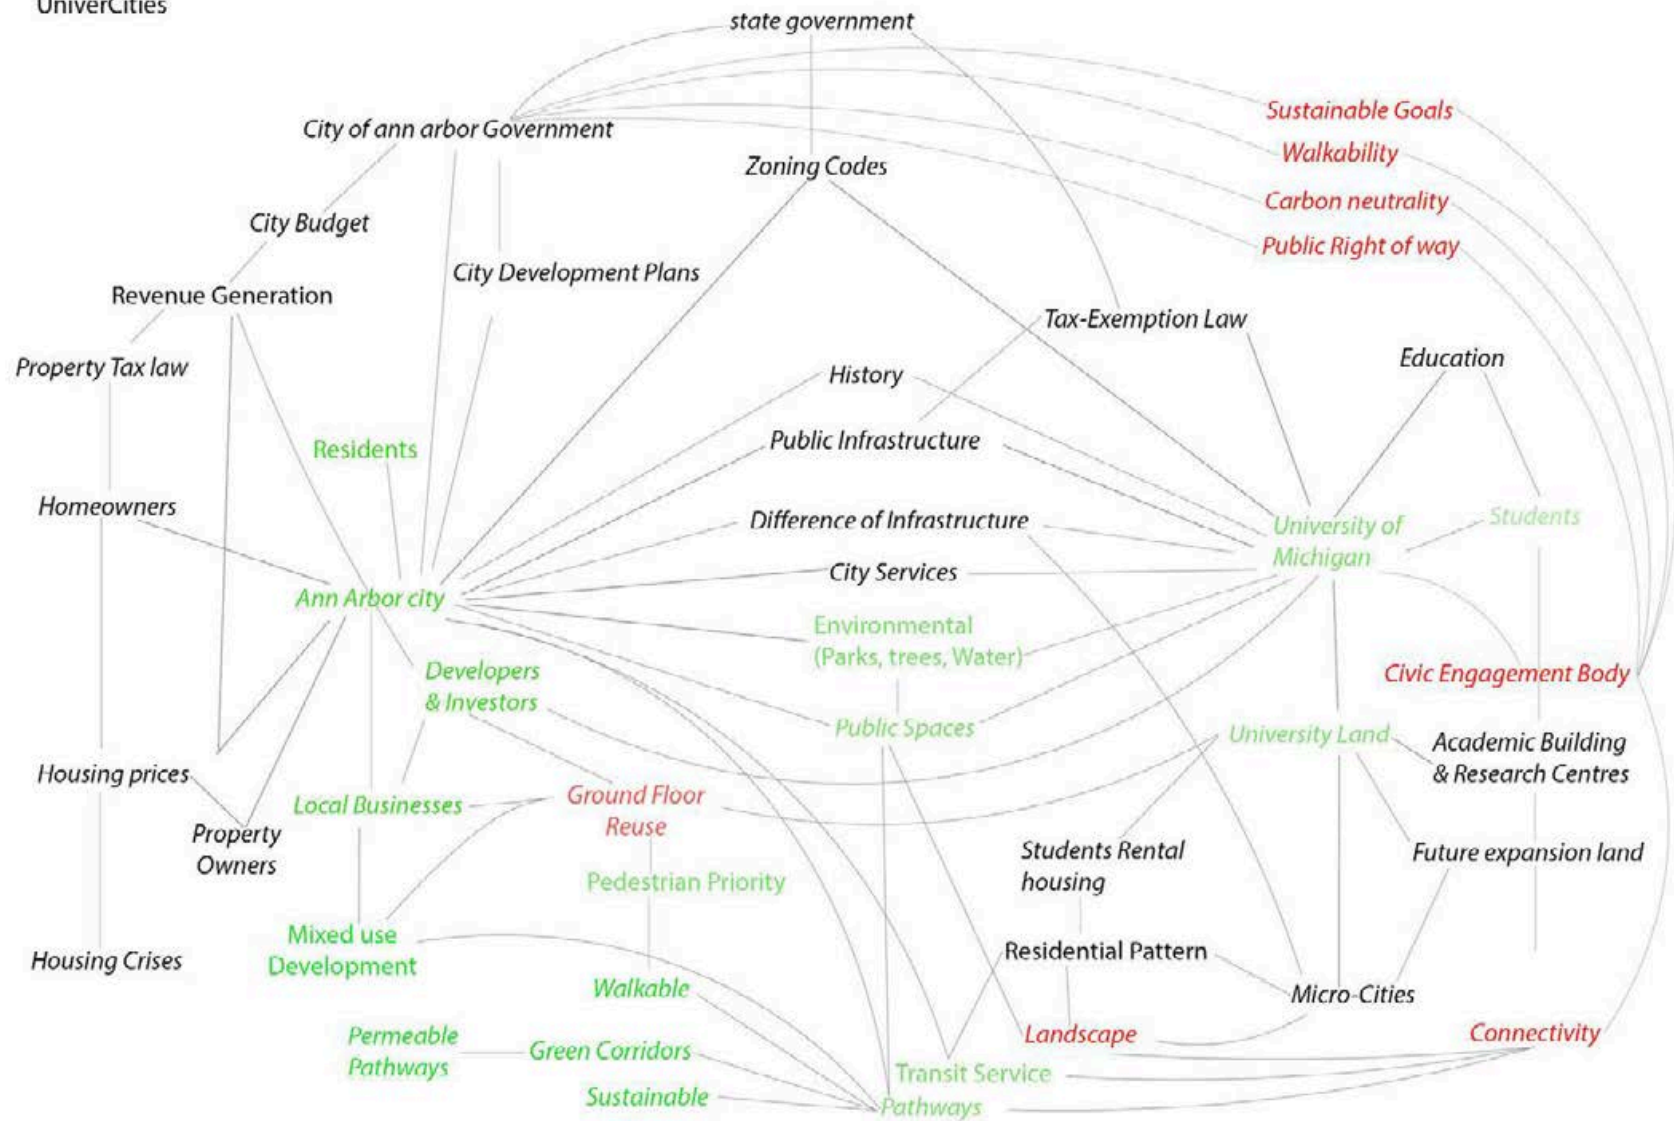 UniverCities
state government
Sustainable Goals
City of ann arbor Government
Walkability
Zoning Codes
Carbon neutrality
City Budget
Public Right of way
City Development Plans
Revenue Generation
Tax-Exemption Law
Property Tax law
History
Education
Residents
Public Infrastructure
Homeowners
Difference of Infrastructure
University of
Michigan
Students
City Services
Ann Arbor city
Environmental
(Parks, trees, Water)
Developers
& Investors
Civic Engagement Body
Public Spaces
University Land
Academic Building
& Research Centres
Housing prices
Local Businesses
Ground Floor
Reuse
Property
Owners
Students Rental
housing
Future expansion land
Pedestrian Priority
Mixed use
Development
Residential Pattern
Housing Crises
Walkable
Micro-Cities
Permeable
Pathways
Green Corridors
Landscape
Connectivity
Transit Service
Sustainable
Pathways